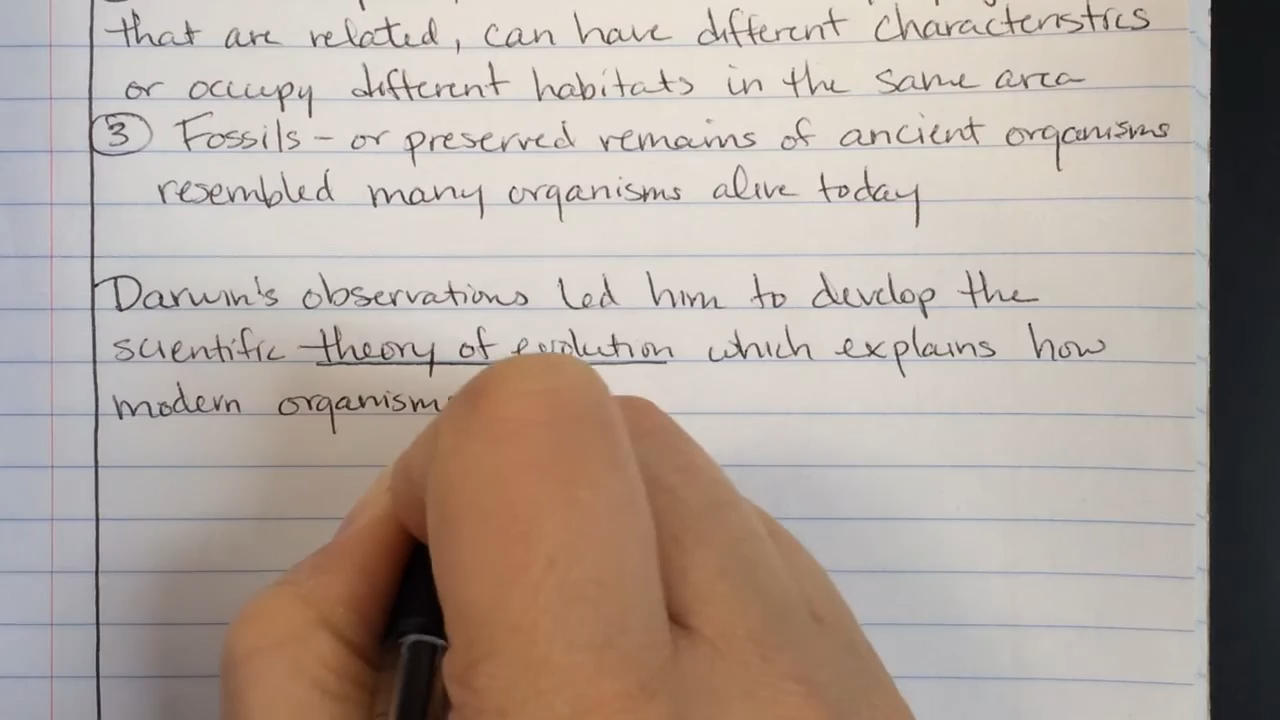 that are related, can have different characteristics
or occupy different habitats in the same area
3 Fossils - or preserved remains of ancient organisms
resembled many organisms alive today
Darwin's observations led him to develop the
scientific theory of evolution which explains how
modern organisms